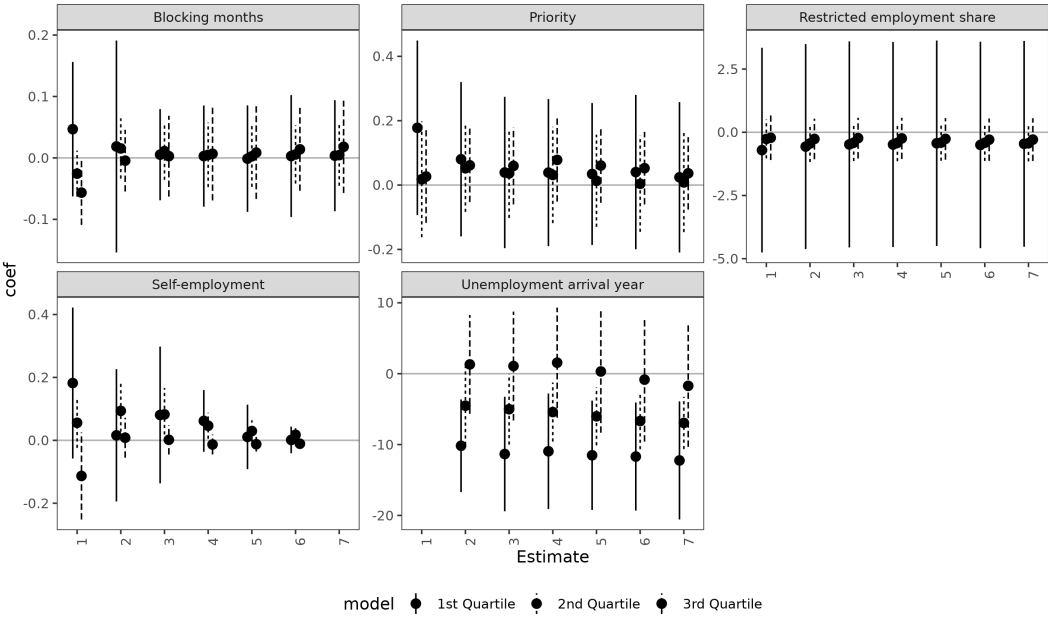 Blocking months
Priority
Restricted employment share
0.2
0.1
0.0
-0.1
0.4
0.2
0.0
-0.2
2.5
0.0
-2.5
-5.0
1 2 3 4 5 6 7
coef
Self-employment
Unemployment arrival year
0.4
0.2
0.0
-0.2
10
0
-10
-20
1 2 3 4 5 6 7
1 2 3 4 5 6 7
Estimate
model 1st Quartile 2nd Quartile 3rd Quartile